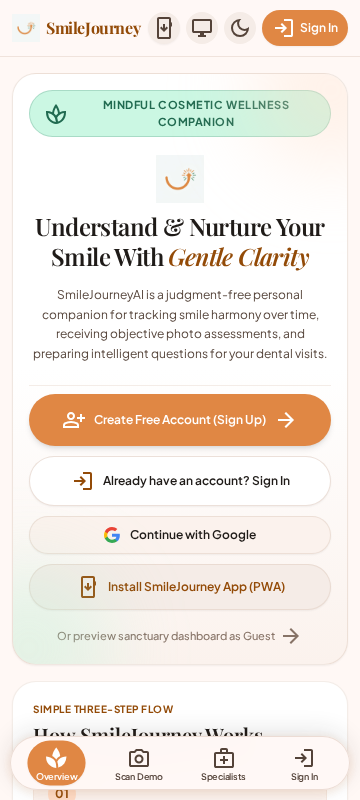 SmileJourney
Sign In
MINDFUL COSMETIC WELLNESS
COMPANION
Understand & Nurture Your
Smile With Gentle Clarity
SmileJourneyAI is a judgment-free personal
companion for tracking smile harmony over time,
receiving objective photo assessments, and
preparing intelligent questions for your dental visits.
Create Free Account (Sign Up)
Already have an account? Sign In
Continue with Google
Install SmileJourney App (PWA)
Or preview sanctuary dashboard as Guest
SIMPLE THREE-STEP FLOW
How SmileJourney Works
01
Overview
Scan Demo
Specialists
Sign In